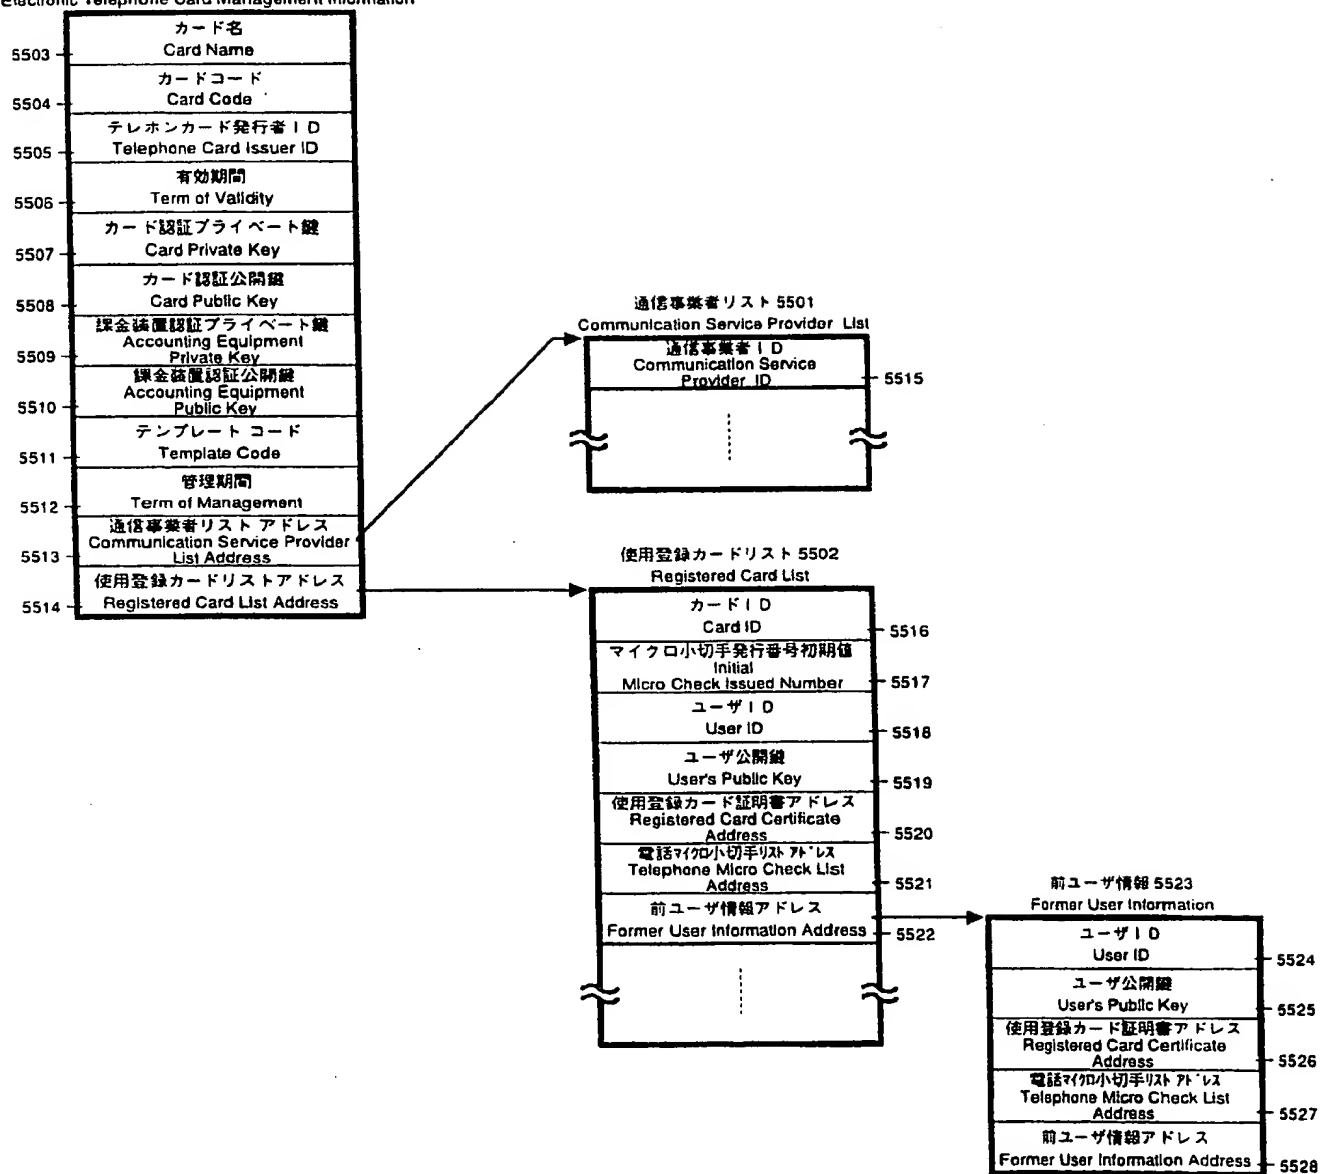 Electronic Telephone Card Management Information
カード名
Card Name
5503
カードコード
Card Code
5504
テレホンカード発行者ID
Telephone Card Issuer ID
5505
有効期間
Term of Validity
5506
カード認証プライベート鍵
Card Private Key
5507
カード認証公開鍵
Card Public Key
5508
課金装置認証プライベート鍵
Accounting Equipment
Private Key
5509
課金装置認証公開鍵
Accounting Equipment
Public Key
5510
テンプレート コード
Template Code
5511
管理期間
Term of Management
5512
通信事業者リスト アドレス
Communication Service Provider
List Address
5513
使用登録カードリストアドレス
Registered Card List Address
5514
通信事業者リスト 5501
Communication Service Provider List
通信事業者ID
Communication Service
Provider ID
5515
使用登録カードリスト 5502
Registered Card List
カードID
Card ID
5516
マイクロ小切手発行番号初期値
Initial
Micro Check Issued Number
5517
ユーザID
User ID
5518
ユーザ公開鍵
User's Public Key
5519
使用登録カード証明書アドレス
Registered Card Certificate
Address
5520
電話マイクロ小切手リスト アドレス
Telephone Micro Check List
Address
5521
前ユーザ情報アドレス
Former User Information Address
5522
前ユーザ情報 5523
Former User Information
ユーザID
User ID
5524
ユーザ公開鍵
User's Public Key
5525
使用登録カード証明書アドレス
Registered Card Certificate
Address
5526
電話マイクロ小切手リスト アドレス
Telephone Micro Check List
Address
5527
前ユーザ情報アドレス
Former User Information Address
5528